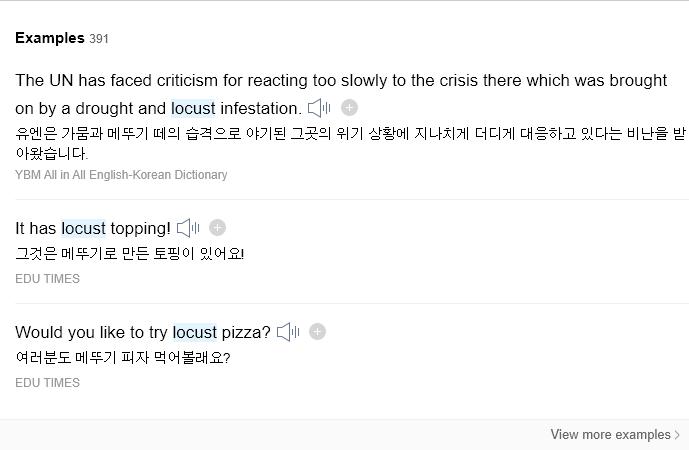 Examples 391
The UN has faced criticism for reacting too slowly to the crisis there which was brought
on by a drought and locust infestation.
유엔은 가뭄과 메뚜기 떼의 습격으로 야기된 그곳의 위기 상황에 지나치게 더디게 대응하고 있다는 비난을 받
아왔습니다.
YBM All in All English-Korean Dictionary
It has locust topping!
그것은 메뚜기로 만든 토핑이 있어요!
EDU TIMES
Would you like to try locust pizza?
여러분도 메뚜기 피자 먹어볼래요?
EDU TIMES
View more examples >